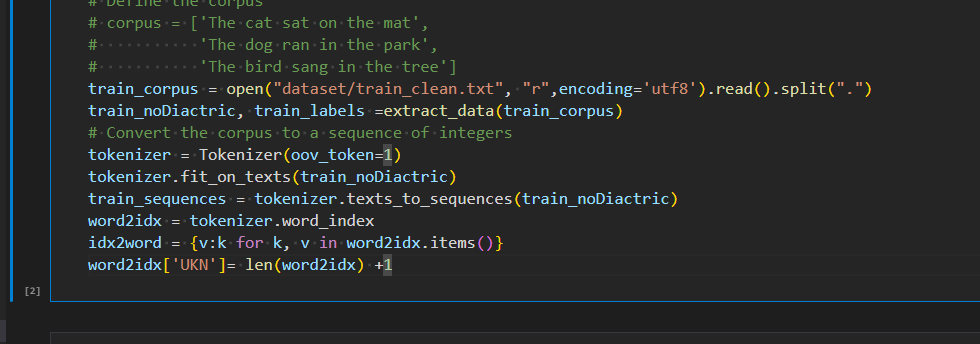 # Define the corpus
# corpus = ['The cat sat on the mat',
# 'The dog ran in the park',
# 'The bird sang in the tree']
train_corpus = open("dataset/train_clean.txt", "r",encoding='utf8').read().split(".")
train_noDiactric, train_labels =extract_data(train_corpus)
# Convert the corpus to a sequence of integers
tokenizer = Tokenizer(oov_token=1)
tokenizer.fit_on_texts(train_noDiactric)
train_sequences = tokenizer.texts_to_sequences(train_noDiactric)
word2idx = tokenizer.word_index
idx2word = {v:k for k, v in word2idx.items()}
word2idx['UKN']= len(word2idx) +1
[2]